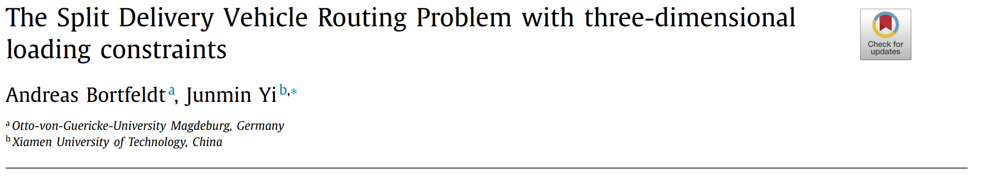 The Split Delivery Vehicle Routing Problem with three-dimensional
loading constraints
Check for
updates
Andreas Bortfeldt a, Junmin Yi b,*
a Otto-von-Guericke-University Magdeburg, Germany
b Xiamen University of Technology, China